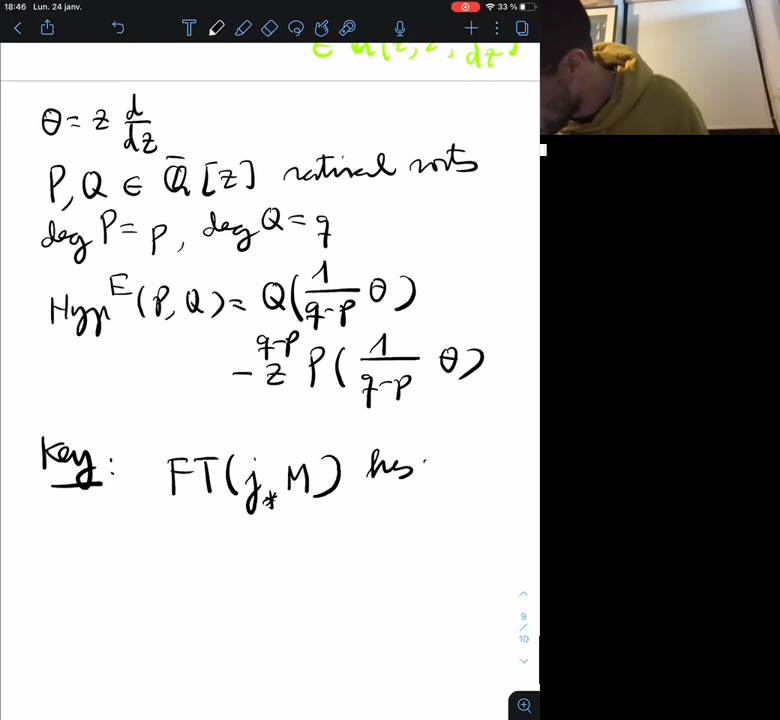 18:46 Lun. 24 janv. 33 %
dz
θ = z d/dz
P, Q ∈ Q̄[z] rational roots
deg P = p, deg Q = q
Hyp^E(P, Q) = Q(1/(q-p) θ)
- z^(q-p) P(1/(q-p) θ)
Key: FT(j_* M) has
9
/
10